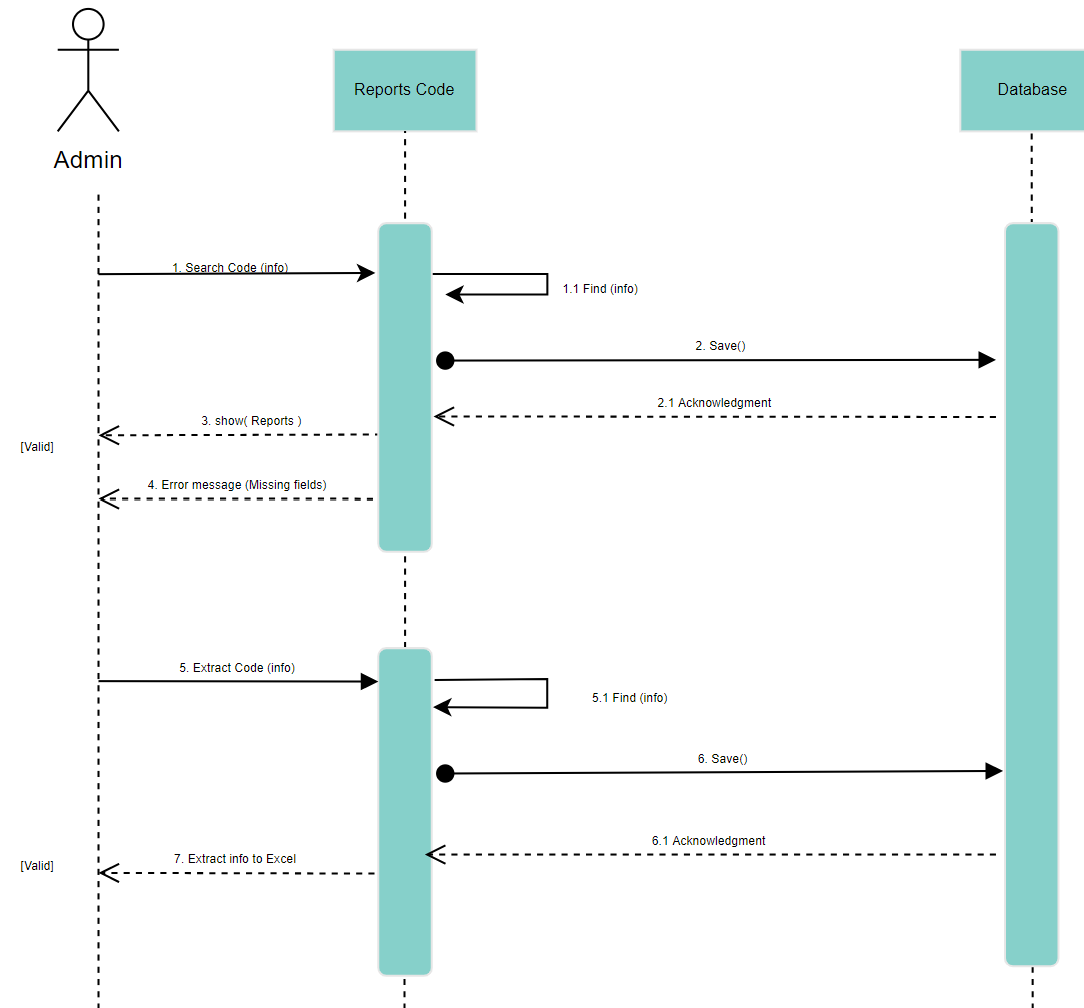 Reports Code
Database
Admin
1. Search Code (info)
1.1 Find (info)
2. Save()
2.1 Acknowledgment
3. show( Reports )
[Valid]
4. Error message (Missing fields)
5. Extract Code (info)
5.1 Find (info)
6. Save()
6.1 Acknowledgment
7. Extract info to Excel
[Valid]